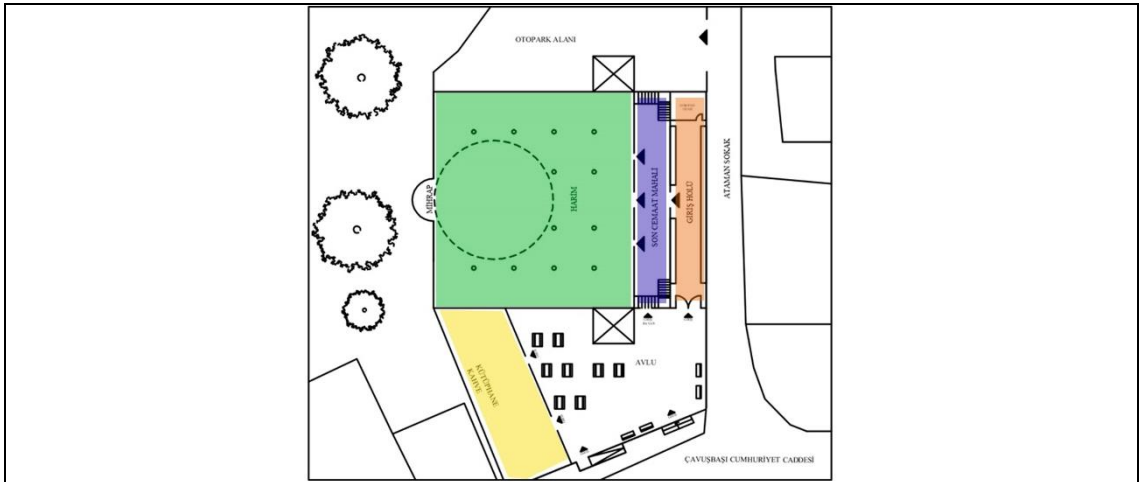 OTOPARK ALANI
MİHRAP
HARİM
SON CEMAAT MAHALİ
GİRİŞ HOLÜ
ATAMAN SOKAK
KÜTÜPHANE
KAHVE
AVLU
ÇAVUŞBAŞI CUMHURİYET CADDESİ